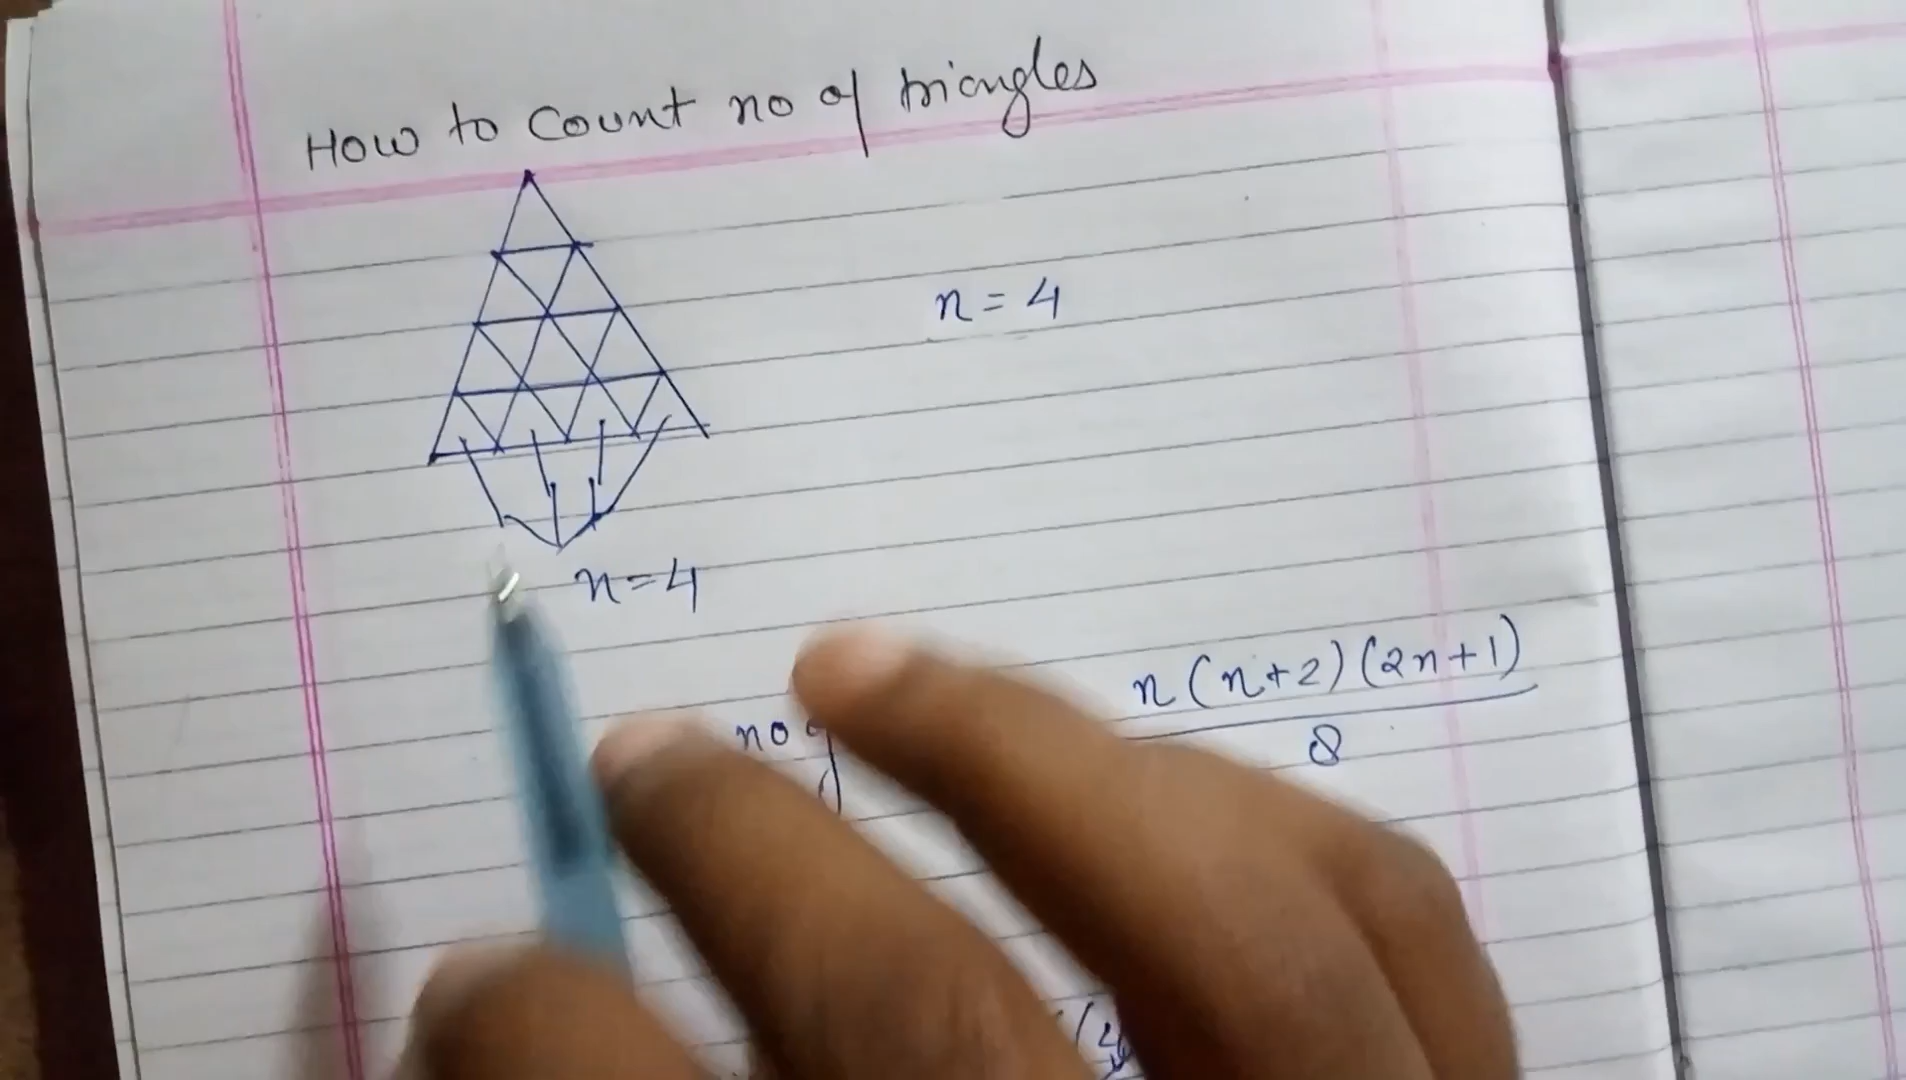 How to Count no of triangles
n = 4
n = 4
no
n(n+2)(2n+1)
8